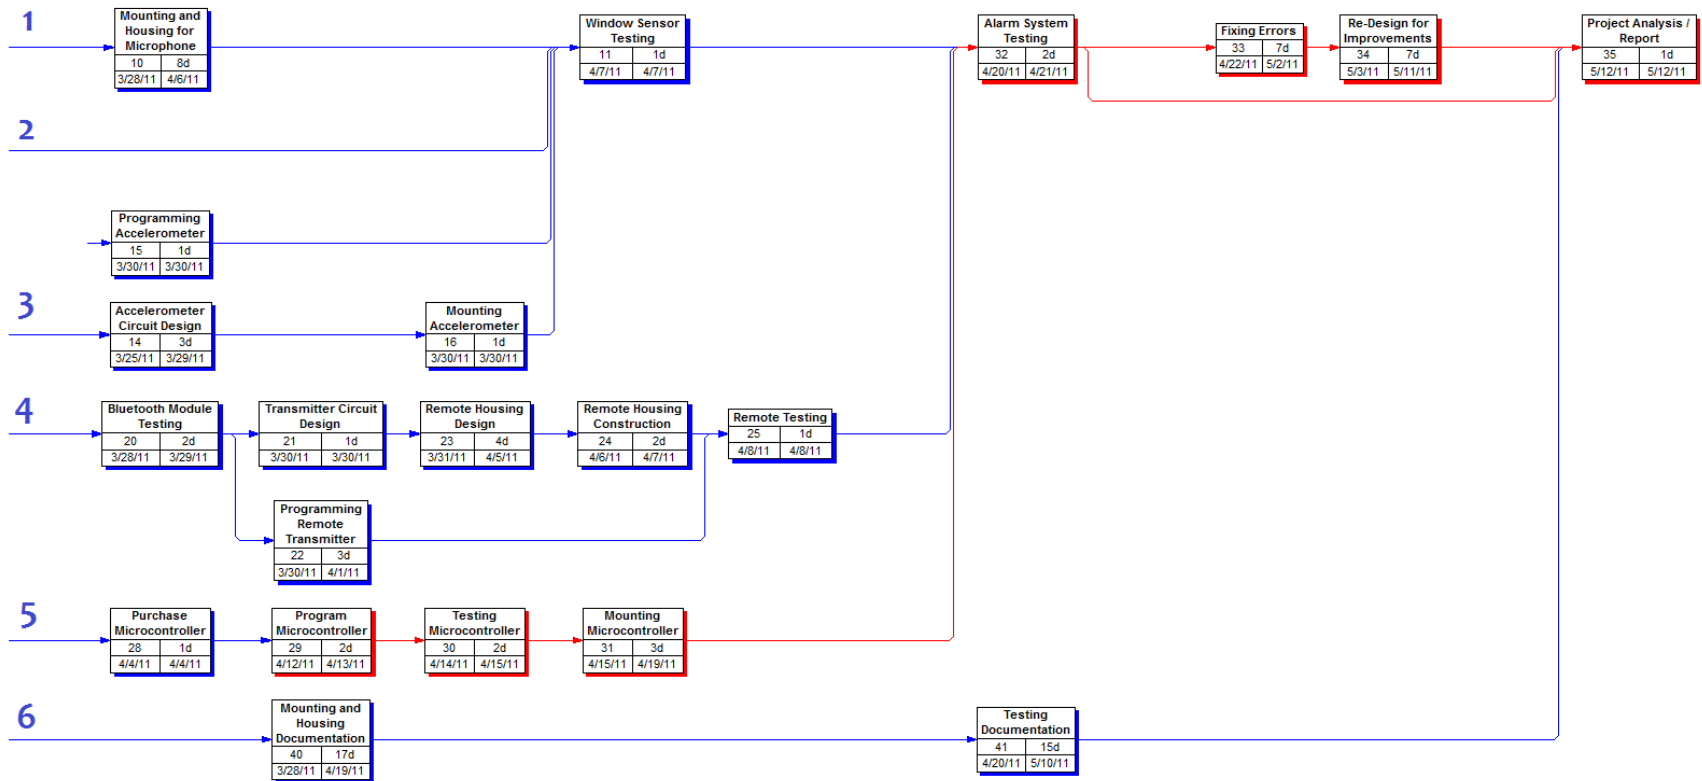 1
Mounting and
Housing for
Microphone
10 8d
3/28/11 4/6/11
Window Sensor
Testing
11 1d
4/7/11 4/7/11
Alarm System
Testing
32 2d
4/20/11 4/21/11
Fixing Errors
33 7d
4/22/11 5/2/11
Re-Design for
Improvements
34 7d
5/3/11 5/11/11
Project Analysis /
Report
35 1d
5/12/11 5/12/11
2
Programming
Accelerometer
15 1d
3/30/11 3/30/11
3
Accelerometer
Circuit Design
14 3d
3/25/11 3/29/11
Mounting
Accelerometer
16 1d
3/30/11 3/30/11
4
Bluetooth Module
Testing
20 2d
3/28/11 3/29/11
Transmitter Circuit
Design
21 1d
3/30/11 3/30/11
Remote Housing
Design
23 4d
3/31/11 4/5/11
Remote Housing
Construction
24 2d
4/6/11 4/7/11
Remote Testing
25 1d
4/8/11 4/8/11
Programming
Remote
Transmitter
22 3d
3/30/11 4/1/11
5
Purchase
Microcontroller
28 1d
4/4/11 4/4/11
Program
Microcontroller
29 2d
4/12/11 4/13/11
Testing
Microcontroller
30 2d
4/14/11 4/15/11
Mounting
Microcontroller
31 3d
4/15/11 4/19/11
6
Mounting and
Housing
Documentation
40 17d
3/28/11 4/19/11
Testing
Documentation
41 15d
4/20/11 5/10/11